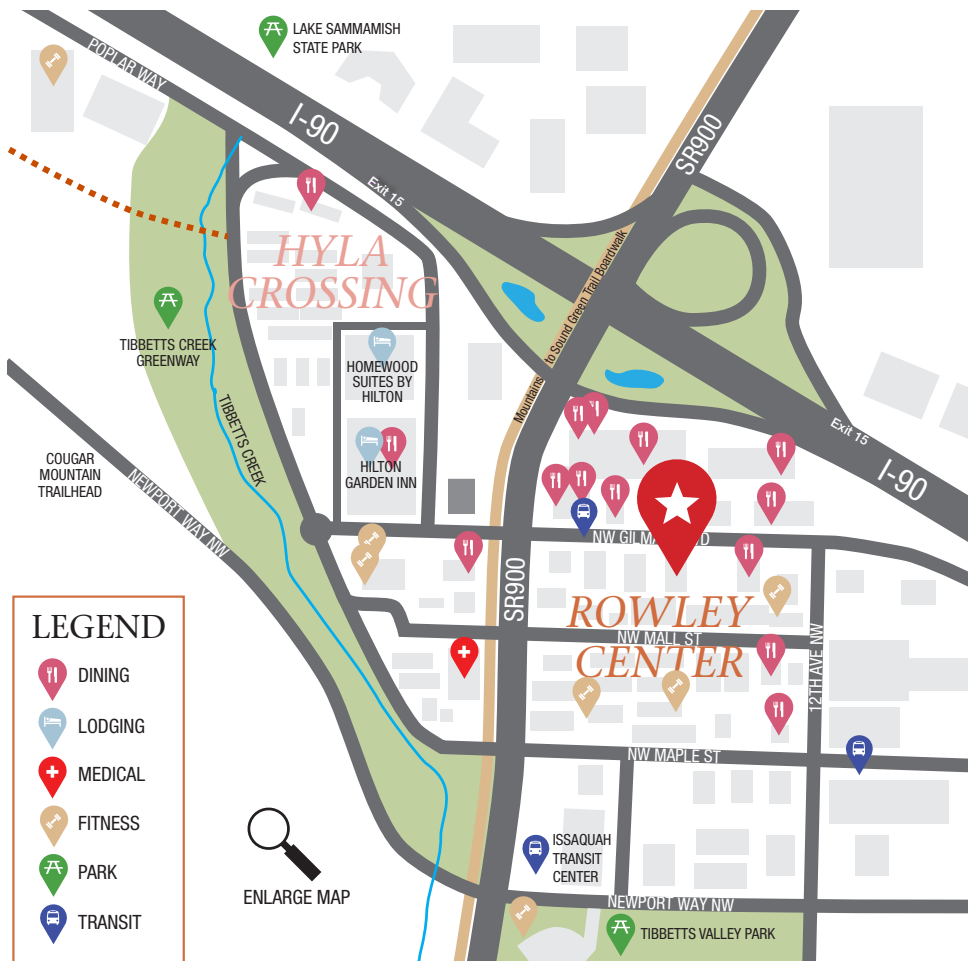 LAKE SAMMAMISH
STATE PARK
POPLAR WAY
I-90
SR900
Exit 15
HYLA
CROSSING
Mountains to Sound Green Trail Boardwalk
TIBBETTS CREEK
GREENWAY
HOMEWOOD
SUITES BY
HILTON
TIBBETTS CREEK
Exit 15
I-90
COUGAR
MOUNTAIN
TRAILHEAD
HILTON
GARDEN INN
NEWPORT WAY NW
NW GILMA
D
SR900
ROWLEY
CENTER
NW MALL ST
12TH AVE NW
LEGEND
DINING
LODGING
MEDICAL
FITNESS
PARK
TRANSIT
NW MAPLE ST
ENLARGE MAP
ISSAQUAH
TRANSIT
CENTER
NEWPORT WAY NW
TIBBETTS VALLEY PARK